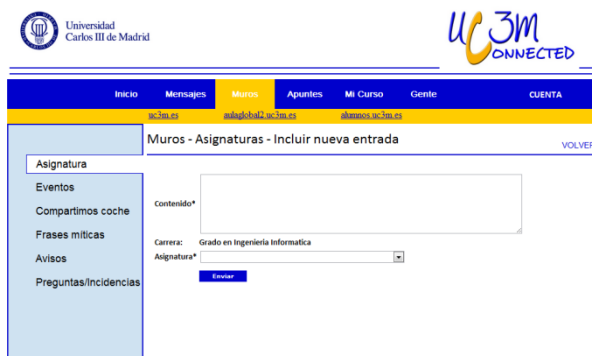 Universidad
Carlos III de Madrid
UC3M
CONNECTED
Inicio Mensajes Muros Apuntes Mi Curso Gente CUENTA
uc3m.es aulaglobal2.uc3m.es alumnos.uc3m.es
Muros - Asignaturas - Incluir nueva entrada
VOLVER
Asignatura
Eventos
Compartimos coche
Frases míticas
Avisos
Preguntas/Incidencias
Contenido*
Carrera: Grado en Ingenieria Informatica
Asignatura*
Enviar